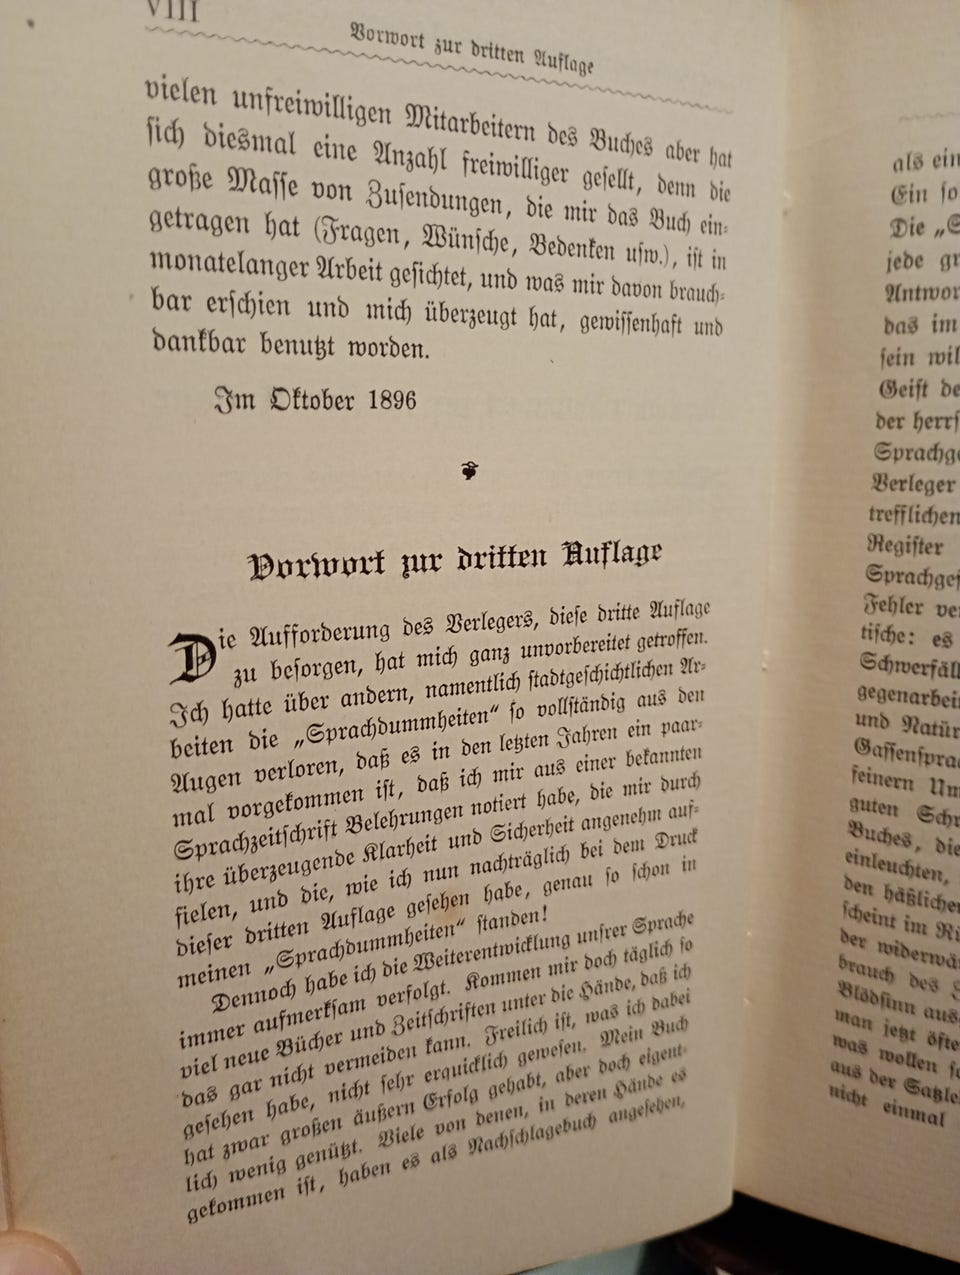 VIII
Vorwort zur dritten Auflage
vielen unfreiwilligen Mitarbeitern des Buches aber hat
sich diesmal eine Anzahl freiwilliger gesellt, denn die
große Masse von Zusendungen, die mir das Buch ein-
getragen hat (Fragen, Wünsche, Bedenken usw.), ist in
monatelanger Arbeit gesichtet, und was mir davon brauch-
bar erschien und mich überzeugt hat, gewissenhaft und
dankbar benutzt worden.
Im Oktober 1896
Vorwort zur dritten Auflage
Die Aufforderung des Verlegers, diese dritte Auflage
zu besorgen, hat mich ganz unvorbereitet getroffen.
Ich hatte über andern, namentlich stadtgeschichtlichen Ar-
beiten die „Sprachdummheiten“ so vollständig aus den
Augen verloren, daß es in den letzten Jahren ein paar-
mal vorgekommen ist, daß ich mir aus einer bekannten
Sprachzeitschrift Belehrungen notiert habe, die mir durch
ihre überzeugende Klarheit und Sicherheit angenehm auf-
fielen, und die, wie ich nun nachträglich bei dem Druck
dieser dritten Auflage gesehen habe, genau so schon in
meinen „Sprachdummheiten“ standen!
Dennoch habe ich die Weiterentwicklung unsrer Sprache
immer aufmerksam verfolgt. Kommen mir doch täglich so
viel neue Bücher und Zeitschriften unter die Hände, daß ich
das gar nicht vermeiden kann. Freilich ist, was ich dabei
gesehen habe, nicht sehr erquicklich gewesen. Mein Buch
hat zwar großen äußern Erfolg gehabt, aber doch eigent-
lich wenig genützt. Viele von denen, in deren Hände es
gekommen ist, haben es als Nachschlagebuch angesehen,
als ein
Ein so
Die „S
jede gr
Antwor
das im
sein wil
Geist de
der herrs
Sprachge
Verleger
trefflichen
Register
Sprachges
Fehler ve
tische: es
Schwerfäll
gegenarbei
und Natür
Gassenspra
feinern Um
guten Schr
Buches, die
einleuchten,
den häßlichen
scheint im Ri
der widerwä
brauch des
Blödsinn aus
man jetzt öfte
was wollen so
aus der Satzle
nicht einmal